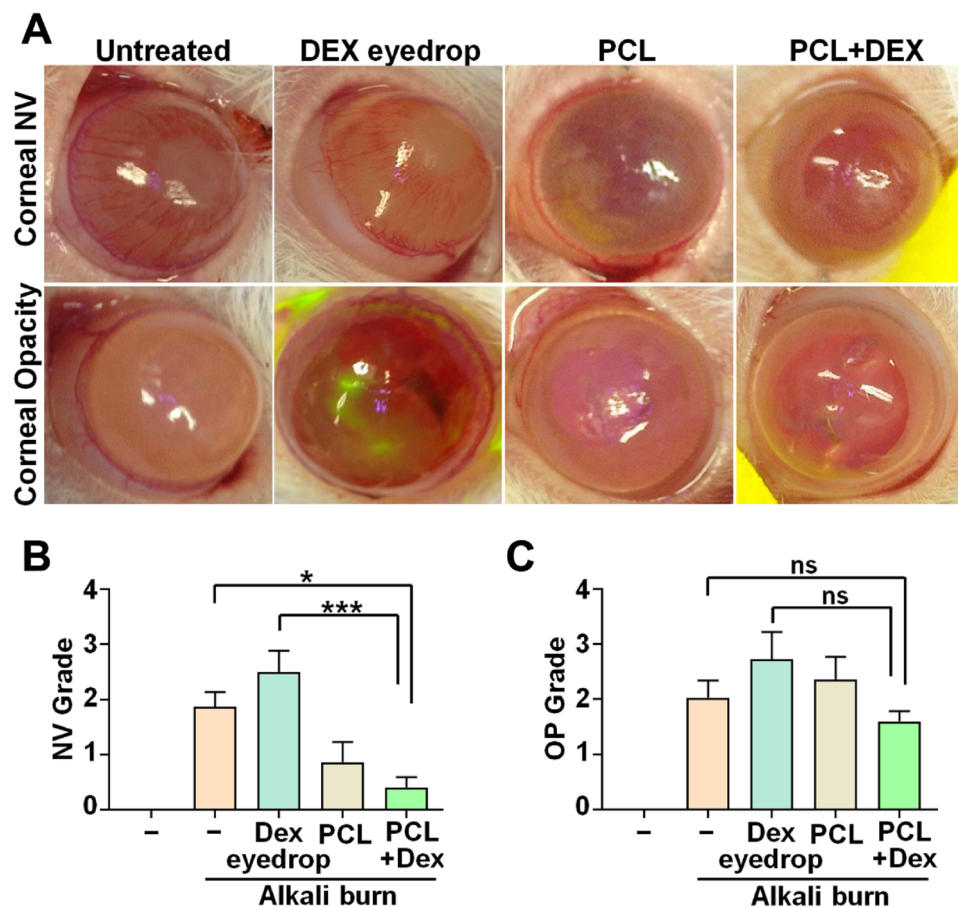 A
Untreated DEX eyedrop PCL PCL+DEX
Corneal NV
Corneal Opacity
B
NV Grade
4
3
2
1
0
*
***
– – Dex PCL PCL
eyedrop +Dex
Alkali burn
C
OP Grade
4
3
2
1
0
ns
ns
– – Dex PCL PCL
eyedrop +Dex
Alkali burn